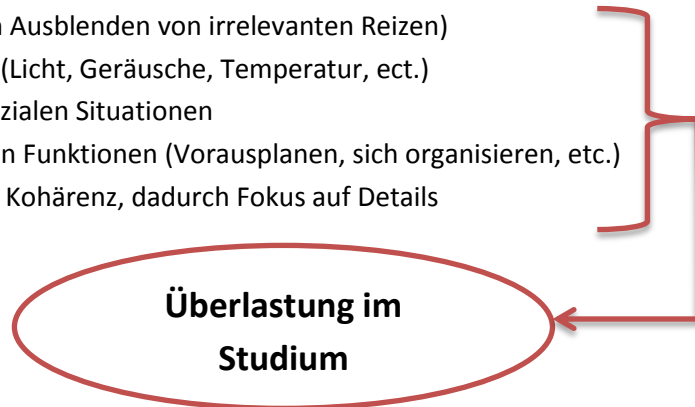 Ausblenden von irrelevanten Reizen)
(Licht, Geräusche, Temperatur, ect.)
zialen Situationen
n Funktionen (Vorausplanen, sich organisieren, etc.)
Kohärenz, dadurch Fokus auf Details
Überlastung im
Studium